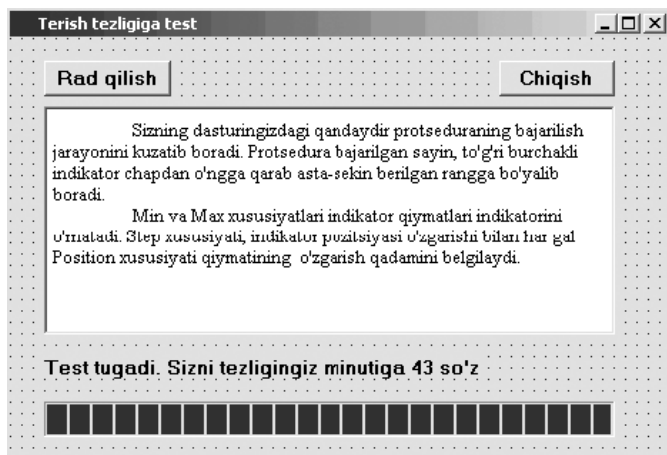 Terish tezligiga test
Rad qilish
Chiqish
Sizning dasturingizdagi qandaydir protseduraning bajarilish
jarayonini kuzatib boradi. Protsedura bajarilgan sayin, to'g'ri burchakli
indikator chapdan o'ngga qarab asta-sekin berilgan rangga bo'yalib
boradi.
Min va Max xususiyatlari indikator qiymatlari indikatorini
o'rnatadi. Step xususiyati, indikator pozitsiyasi o'zgarishi bilan har gal
Position xususiyati qiymatining o'zgarish qadamini belgilaydi.
Test tugadi. Sizni tezligingiz minutiga 43 so'z